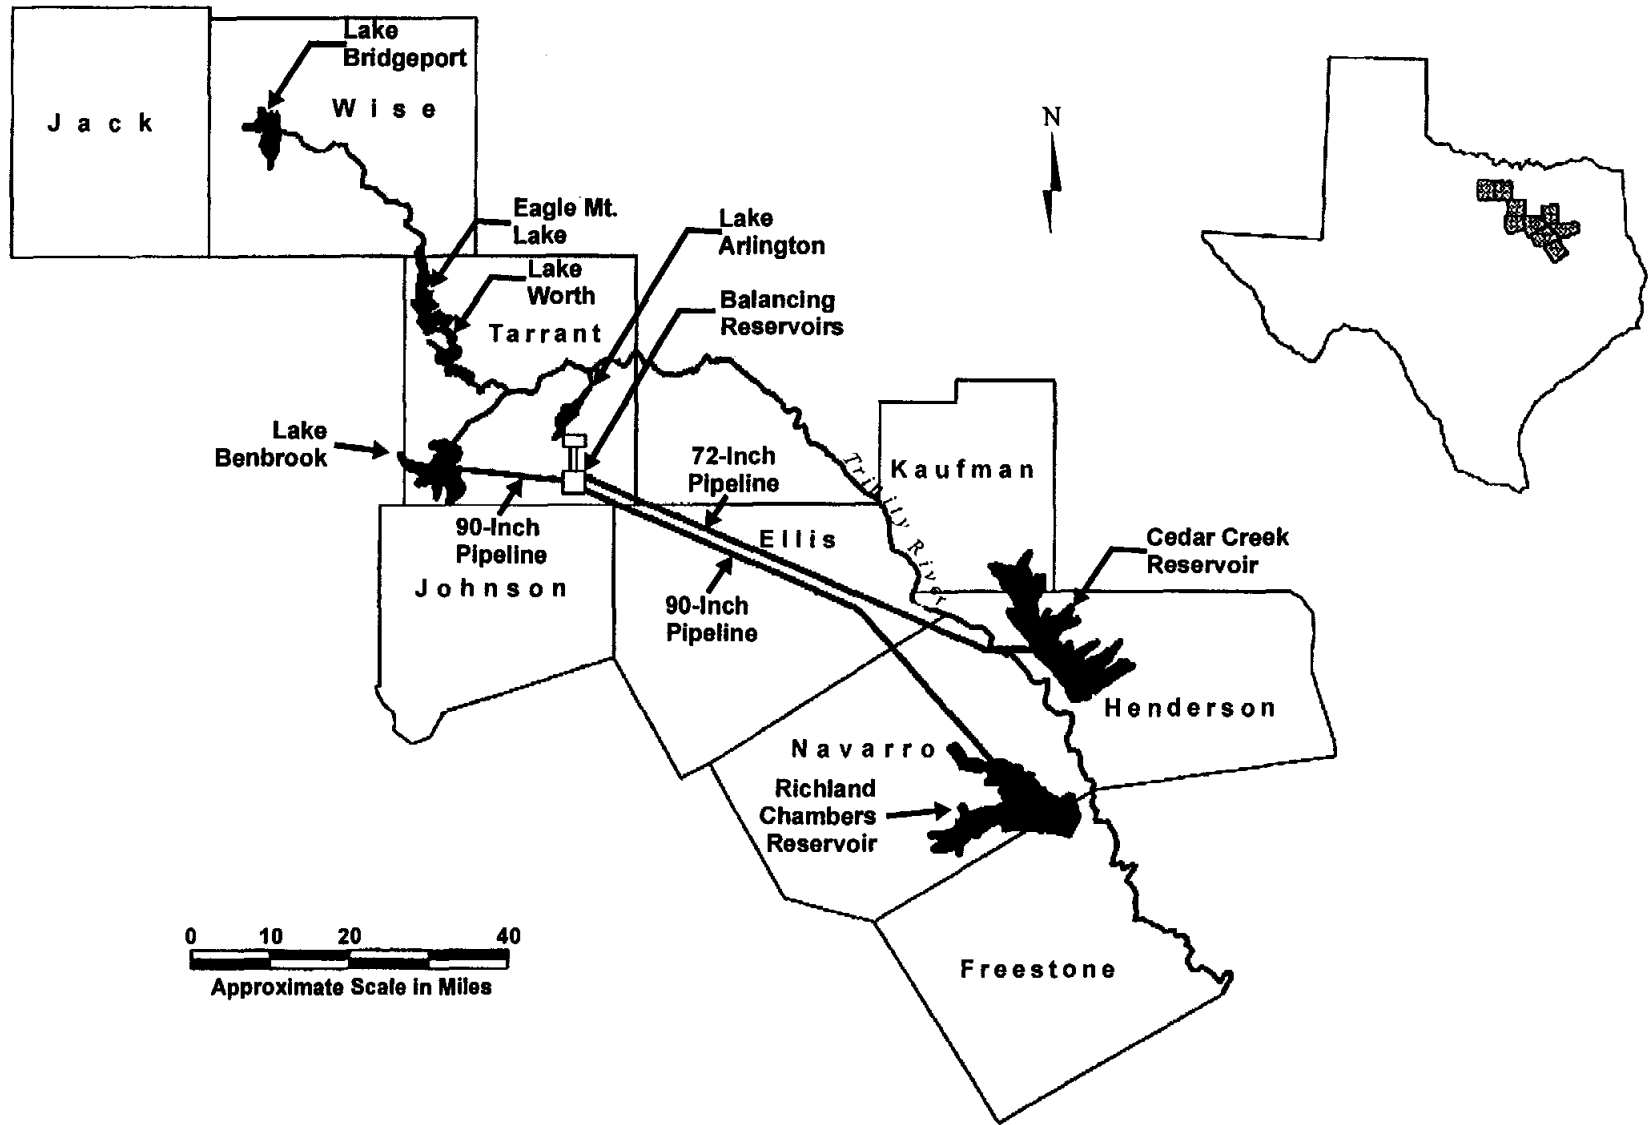 Lake
Bridgeport
Wise
Jack
N
Eagle Mt.
Lake
Lake
Arlington
Lake
Worth
Balancing
Reservoirs
Tarrant
Lake
Benbrook
72-Inch
Pipeline
Trinity River
Kaufman
90-Inch
Pipeline
Ellis
Cedar Creek
Reservoir
Johnson
90-Inch
Pipeline
Henderson
Navarro
Richland
Chambers
Reservoir
0 10 20 40
Approximate Scale in Miles
Freestone